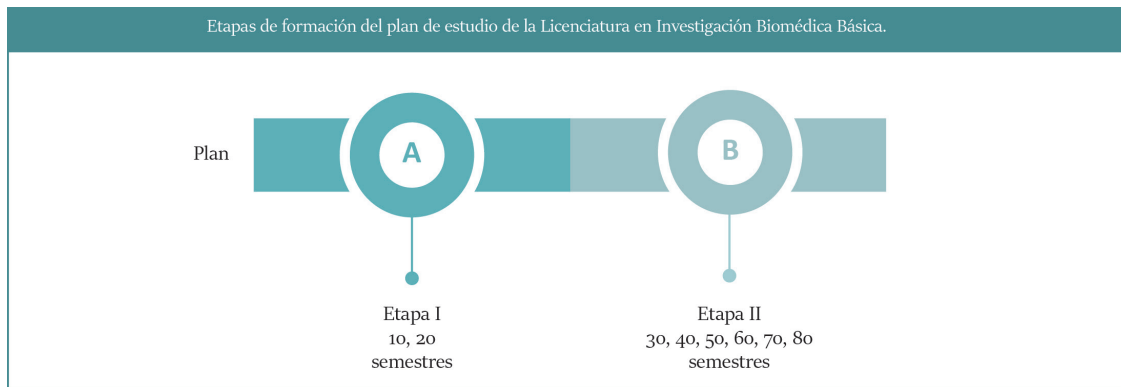 Etapas de formación del plan de estudio de la Licenciatura en Investigación Biomédica Básica.
Plan
A
B
Etapa I
10, 20
semestres
Etapa II
30, 40, 50, 60, 70, 80
semestres